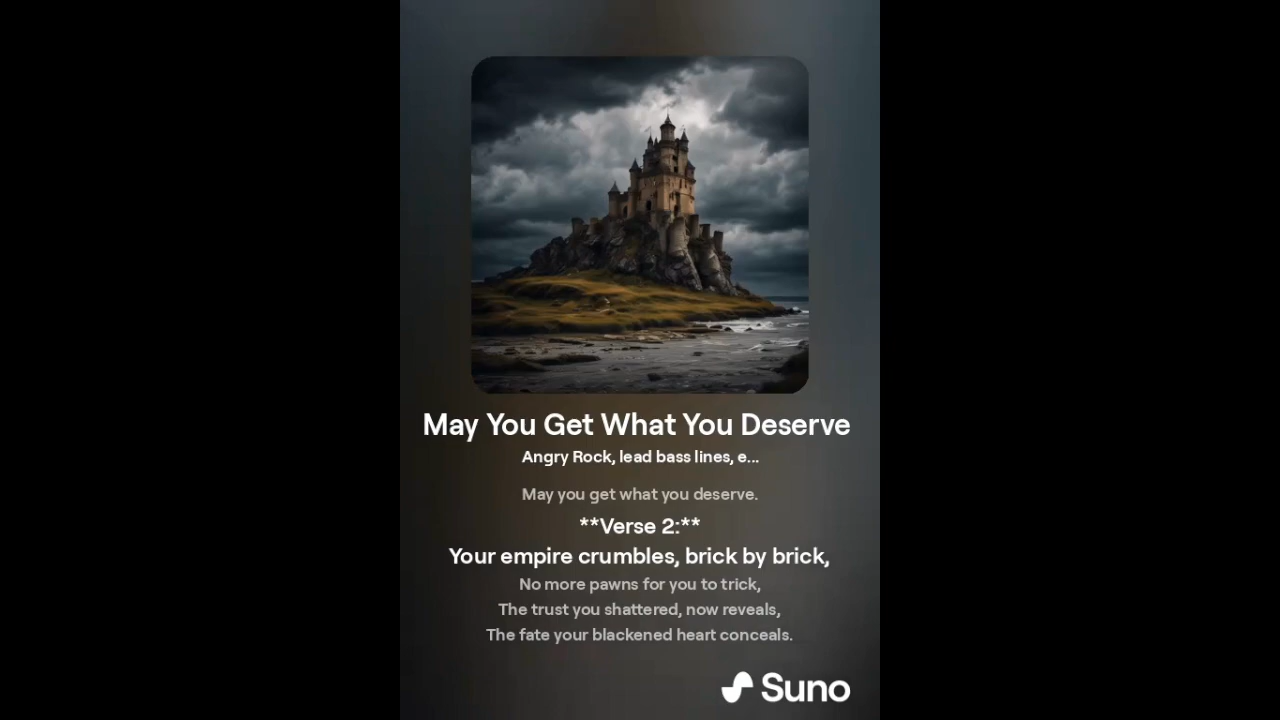 May You Get What You Deserve
Angry Rock, lead bass lines, e...
May you get what you deserve.
**Verse 2:**
Your empire crumbles, brick by brick,
No more pawns for you to trick,
The trust you shattered, now reveals,
The fate your blackened heart conceals.
Suno